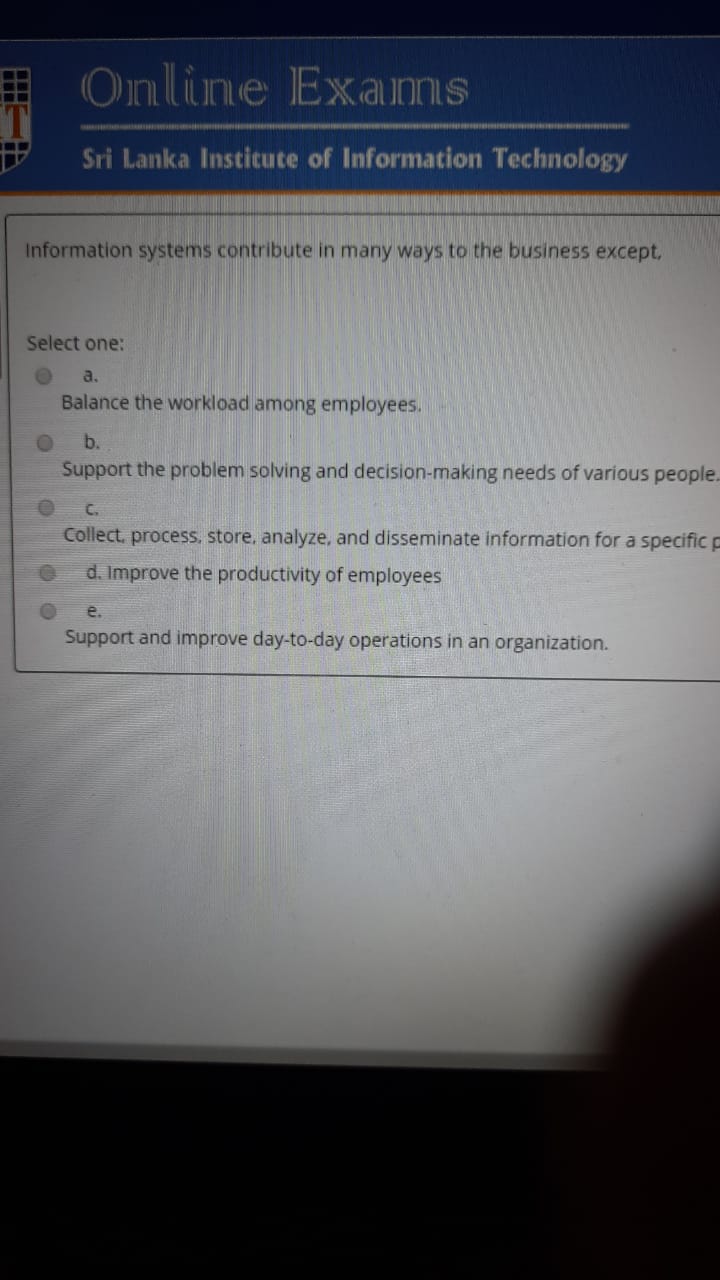 T
Online Exams
Sri Lanka Institute of Information Technology
Information systems contribute in many ways to the business except,
Select one:
a.
Balance the workload among employees.
b.
Support the problem solving and decision-making needs of various people.
c.
Collect, process, store, analyze, and disseminate information for a specific p
d. Improve the productivity of employees
e.
Support and improve day-to-day operations in an organization.